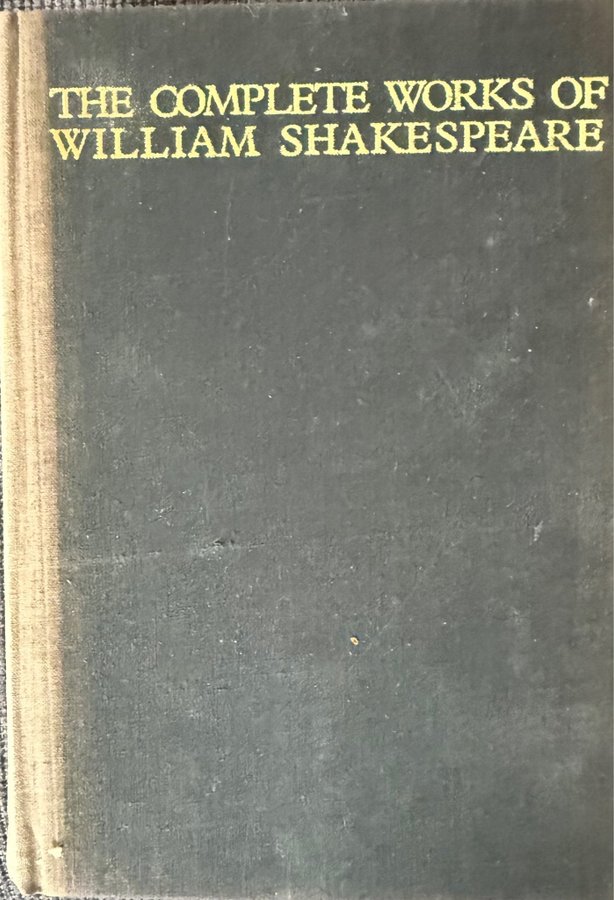 THE COMPLETE WORKS OF
WILLIAM SHAKESPEARE